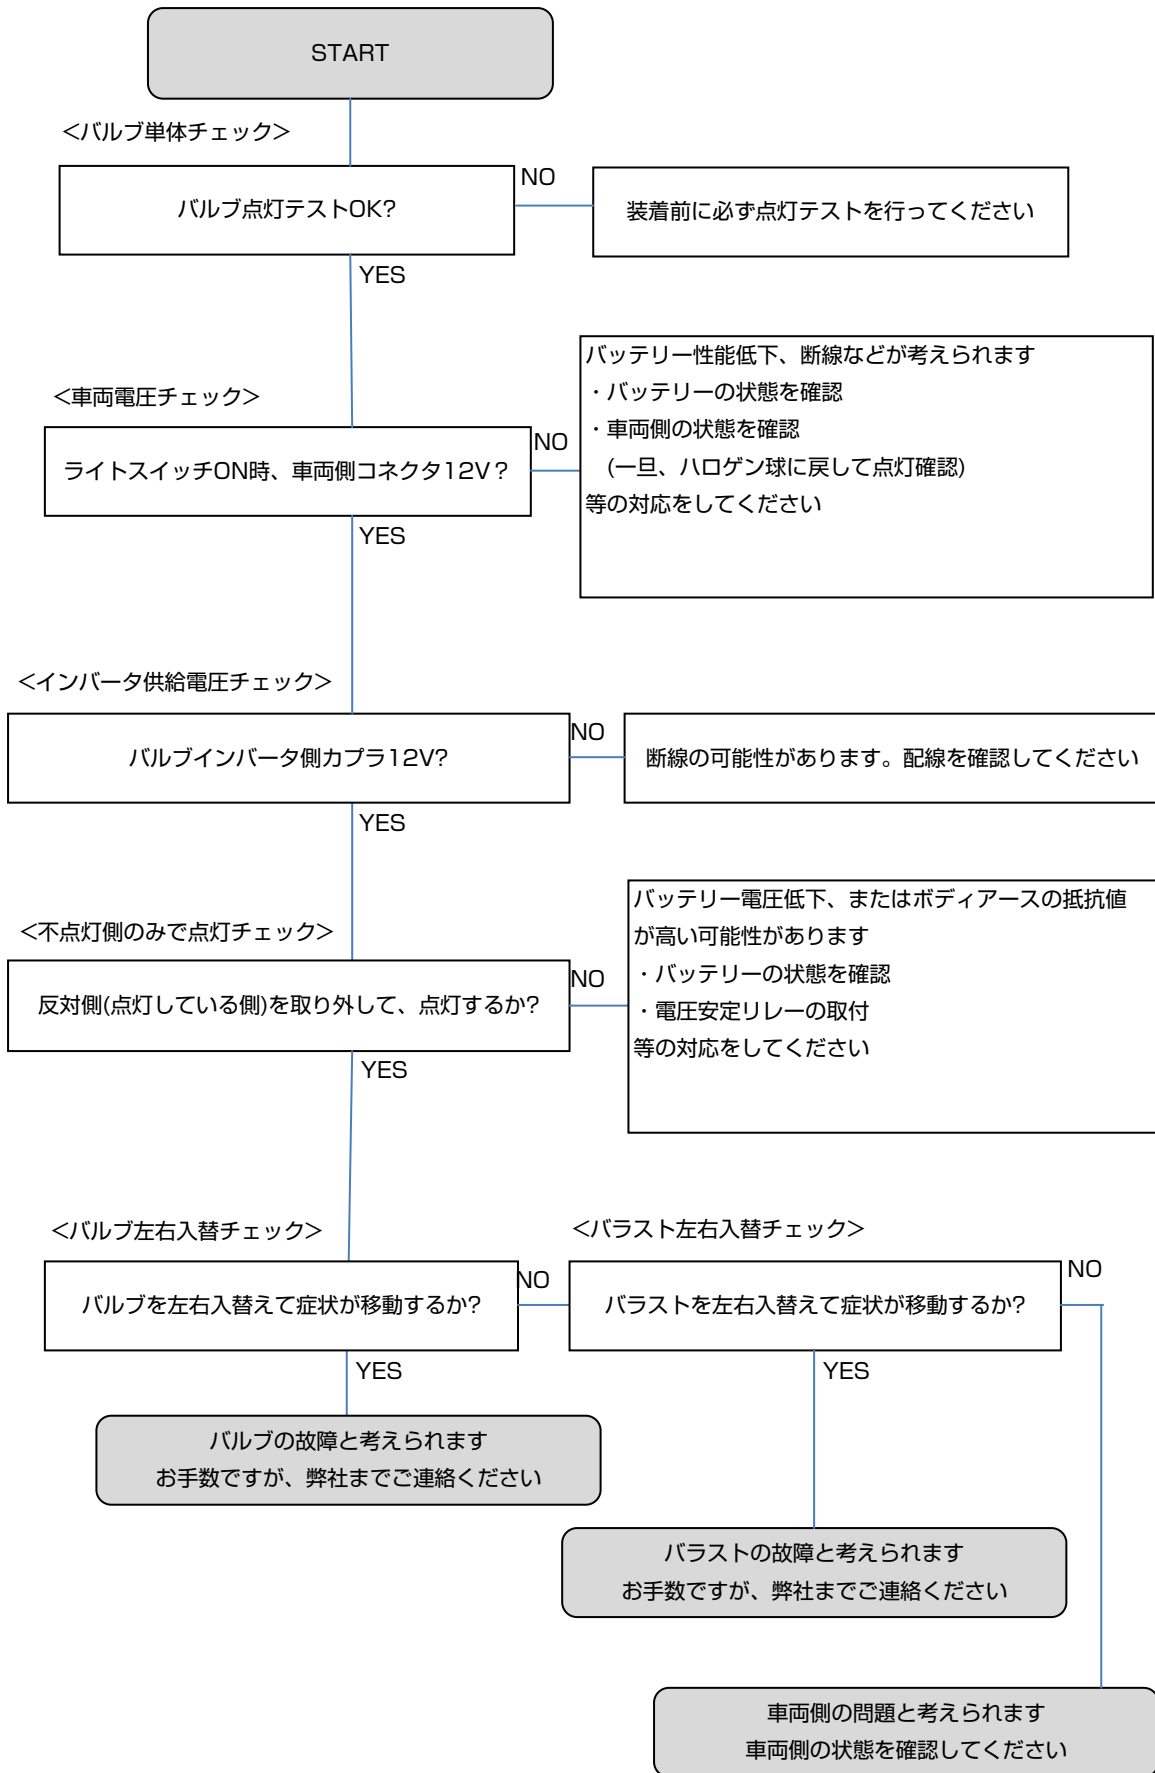 START
<バルブ単体チェック>
バルブ点灯テストOK?
NO
装着前に必ず点灯テストを行ってください
YES
<車両電圧チェック>
ライトスイッチON時、車両側コネクタ12V？
NO
バッテリー性能低下、断線などが考えられます
・バッテリーの状態を確認
・車両側の状態を確認
(一旦、ハロゲン球に戻して点灯確認)
等の対応をしてください
YES
<インバータ供給電圧チェック>
バルブインバータ側カプラ12V?
NO
断線の可能性があります。配線を確認してください
YES
<不点灯側のみで点灯チェック>
反対側(点灯している側)を取り外して、点灯するか?
NO
バッテリー電圧低下、またはボディアースの抵抗値
が高い可能性があります
・バッテリーの状態を確認
・電圧安定リレーの取付
等の対応をしてください
YES
<バルブ左右入替チェック>
バルブを左右入替えて症状が移動するか?
NO
<バラスト左右入替チェック>
バラストを左右入替えて症状が移動するか?
NO
YES
バルブの故障と考えられます
お手数ですが、弊社までご連絡ください
YES
バラストの故障と考えられます
お手数ですが、弊社までご連絡ください
車両側の問題と考えられます
車両側の状態を確認してください